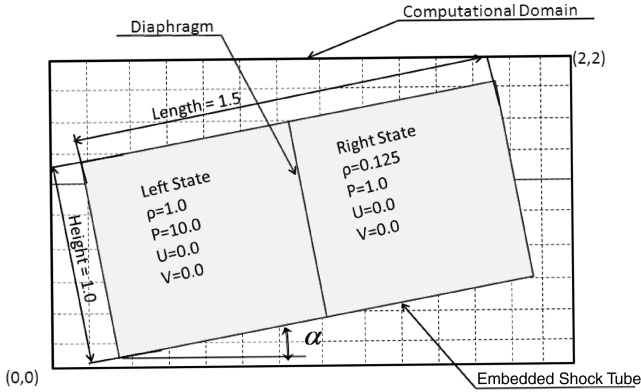 Computational Domain
Diaphragm
(2,2)
Length = 1.5
Right State
ρ=0.125
P=1.0
U=0.0
V=0.0
Left State
ρ=1.0
P=10.0
U=0.0
V=0.0
Height = 1.0
α
(0,0)
Embedded Shock Tube